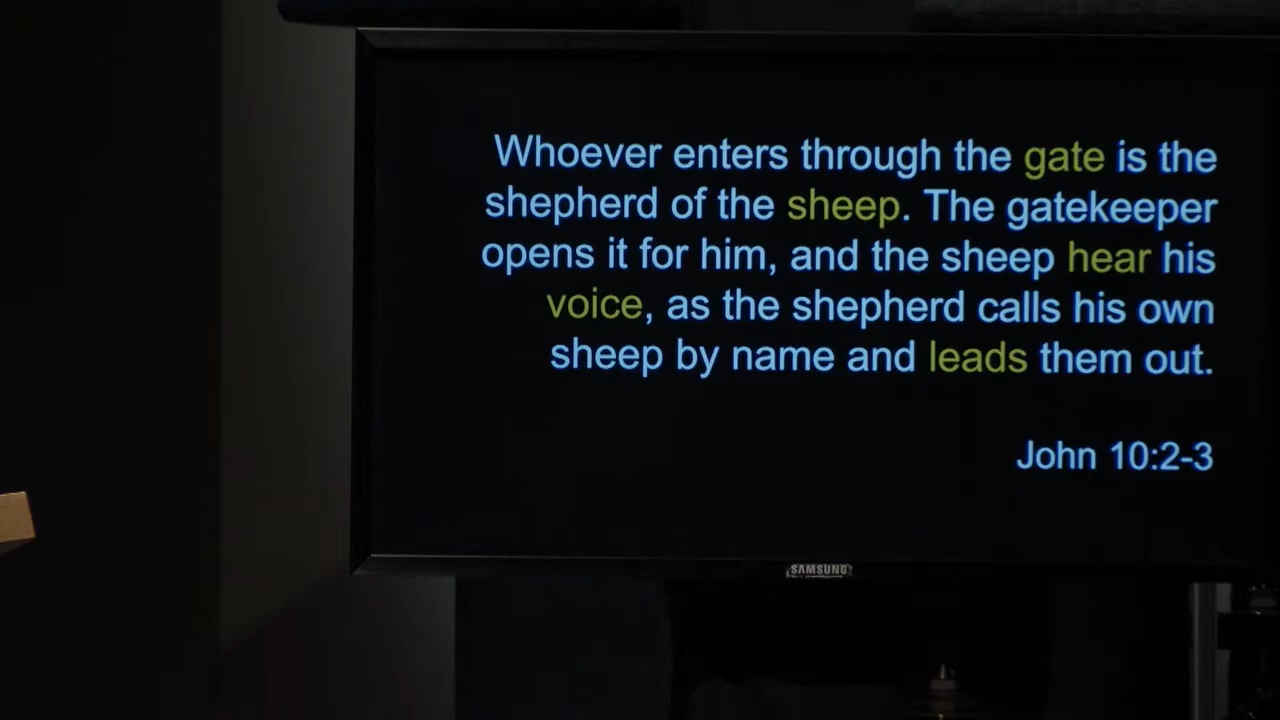 Whoever enters through the gate is the
shepherd of the sheep. The gatekeeper
opens it for him, and the sheep hear his
voice, as the shepherd calls his own
sheep by name and leads them out.
John 10:2-3
SAMSUNG